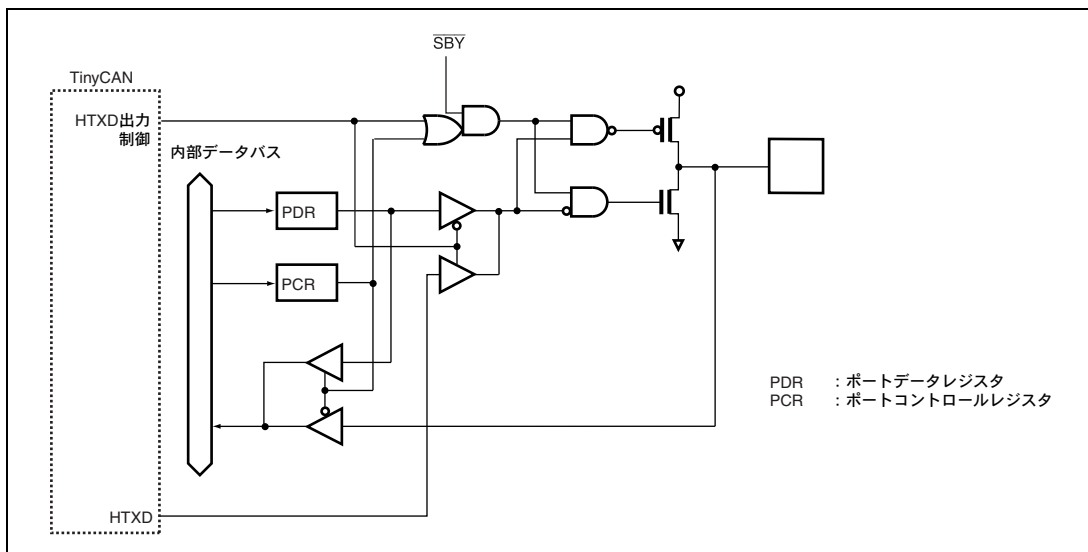 SBY
TinyCAN
HTXD出力
制御
内部データバス
PDR
PCR
PDR :ポートデータレジスタ
PCR :ポートコントロールレジスタ
HTXD